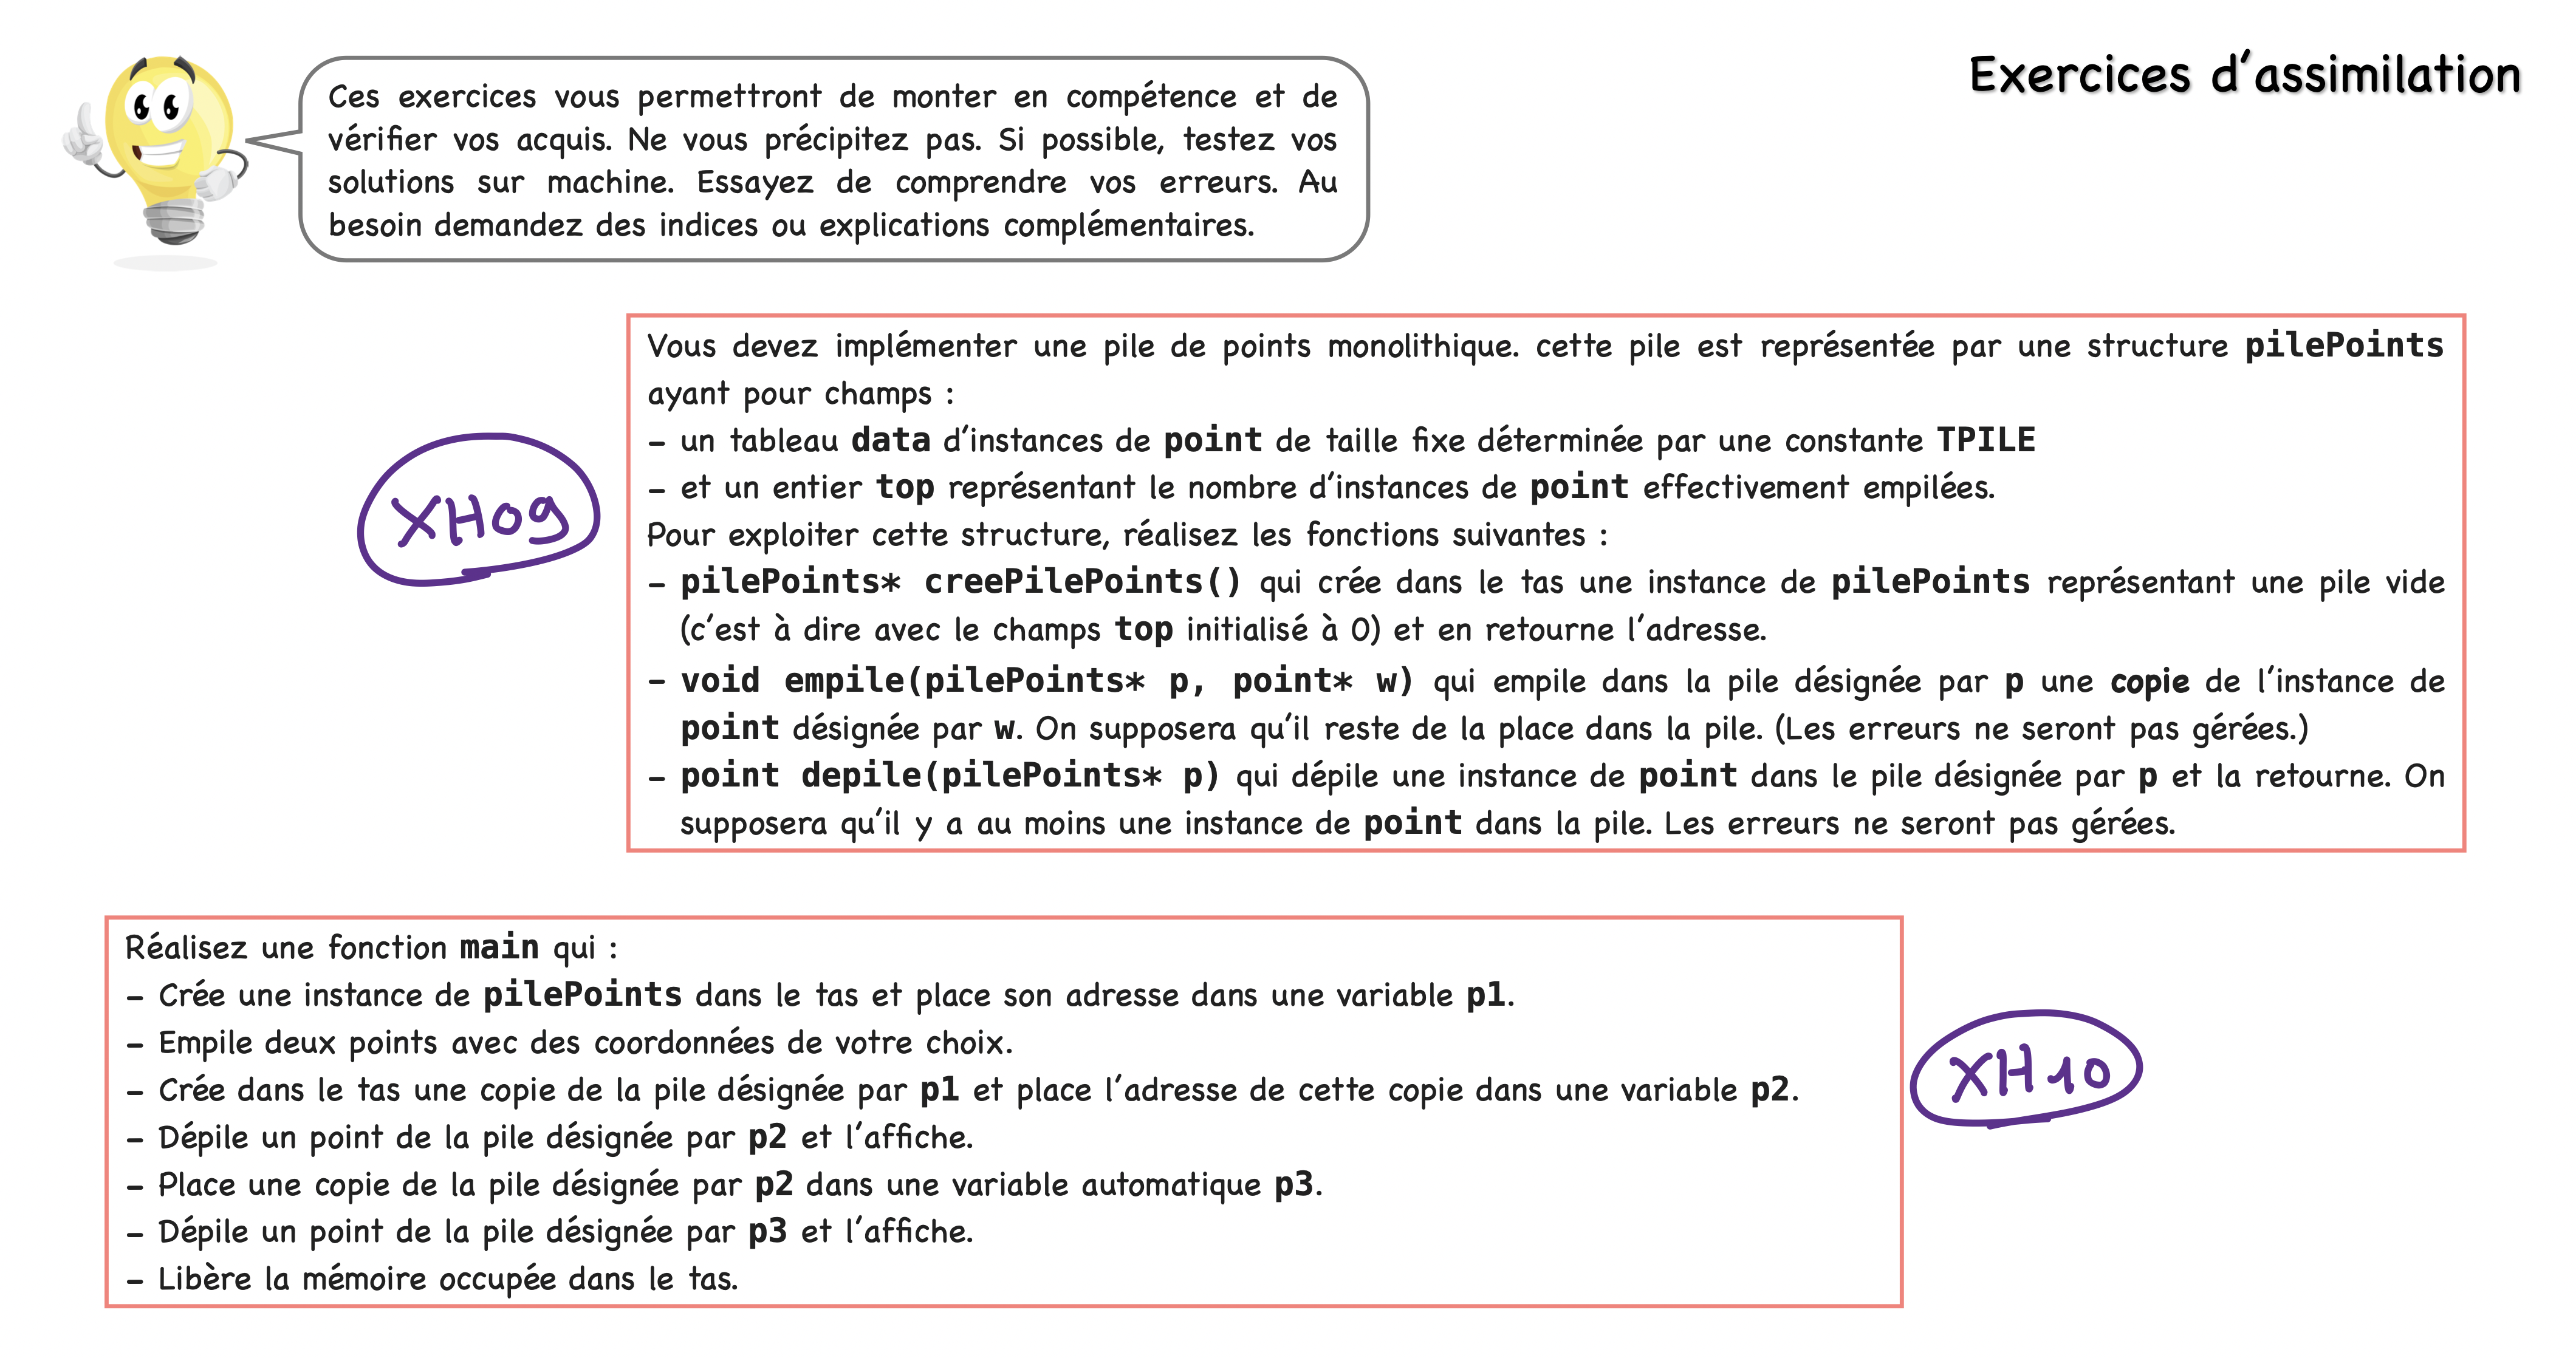 Exercices d'assimilation
Ces exercices vous permettront de monter en compétence et de
vérifier vos acquis. Ne vous précipitez pas. Si possible, testez vos
solutions sur machine. Essayez de comprendre vos erreurs. Au
besoin demandez des indices ou explications complémentaires.
XH09
Vous devez implémenter une pile de points monolithique. cette pile est représentée par une structure pilePoints
ayant pour champs :
- un tableau data d'instances de point de taille fixe déterminée par une constante TPILE
- et un entier top représentant le nombre d'instances de point effectivement empilées.
Pour exploiter cette structure, réalisez les fonctions suivantes :
- pilePoints* creePilePoints() qui crée dans le tas une instance de pilePoints représentant une pile vide
(c'est à dire avec le champs top initialisé à 0) et en retourne l'adresse.
- void empile(pilePoints* p, point* w) qui empile dans la pile désignée par p une copie de l'instance de
point désignée par w. On supposera qu'il reste de la place dans la pile. (Les erreurs ne seront pas gérées.)
- point depile(pilePoints* p) qui dépile une instance de point dans le pile désignée par p et la retourne. On
supposera qu'il y a au moins une instance de point dans la pile. Les erreurs ne seront pas gérées.
Réalisez une fonction main qui :
- Crée une instance de pilePoints dans le tas et place son adresse dans une variable p1.
- Empile deux points avec des coordonnées de votre choix.
- Crée dans le tas une copie de la pile désignée par p1 et place l'adresse de cette copie dans une variable p2.
- Dépile un point de la pile désignée par p2 et l'affiche.
- Place une copie de la pile désignée par p2 dans une variable automatique p3.
- Dépile un point de la pile désignée par p3 et l'affiche.
- Libère la mémoire occupée dans le tas.
XH10